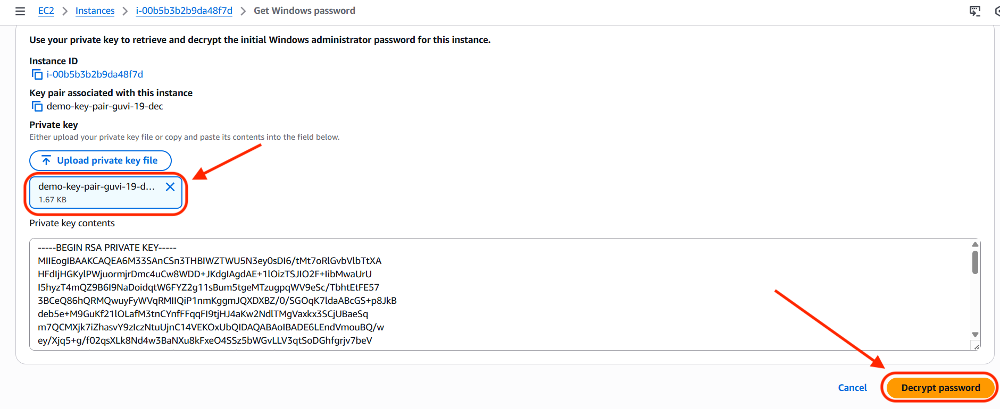 EC2 > Instances > i-00b5b3b2b9da48f7d > Get Windows password
Use your private key to retrieve and decrypt the initial Windows administrator password for this instance.
Instance ID
i-00b5b3b2b9da48f7d
Key pair associated with this instance
demo-key-pair-guvi-19-dec
Private key
Either upload your private key file or copy and paste its contents into the field below.
Upload private key file
demo-key-pair-guvi-19-d...
1.67 KB
Private key contents
-----BEGIN RSA PRIVATE KEY-----
MIIEogIBAAKCAQEA6M33SAnCSn3THBIWZTWU5N3ey0sDI6/tMt7oRlGvbVlbTtXA
HFdIjHGKylPWjuormjrDmc4uCw8WDD+JKdgIAgdAE+1lOizTSJIO2F+IibMwaUrU
I5hyzT4mQZ9B6I9NaDoidqtW6FYZ2g11sBum5tgeMTzugpqWV9eSc/TbhtEtFE57
3BCeQ86hQRMQwuyFyWVqRMIIQiP1nmKggmJQXDXBZ/0/SGOqK7ldaABcGS+p8JkB
deb5e+M9GuKf21lOLafM3tnCYnfFFqqFI9tjHJ4aKw2NdlTMgVaxkx3SCjUBaeSq
m7QCMXjk7iZhasvY9zIczNtuUjnC14VEKOxUbQIDAQABAoIBADE6LEndVmouBQ/w
ey/Xjq5+g/f02qsXLk8Nd4w3BaNXu8kFxeO4SSz5bWGvLLV3qtSoDGhfgrjv7beV
Cancel
Decrypt password